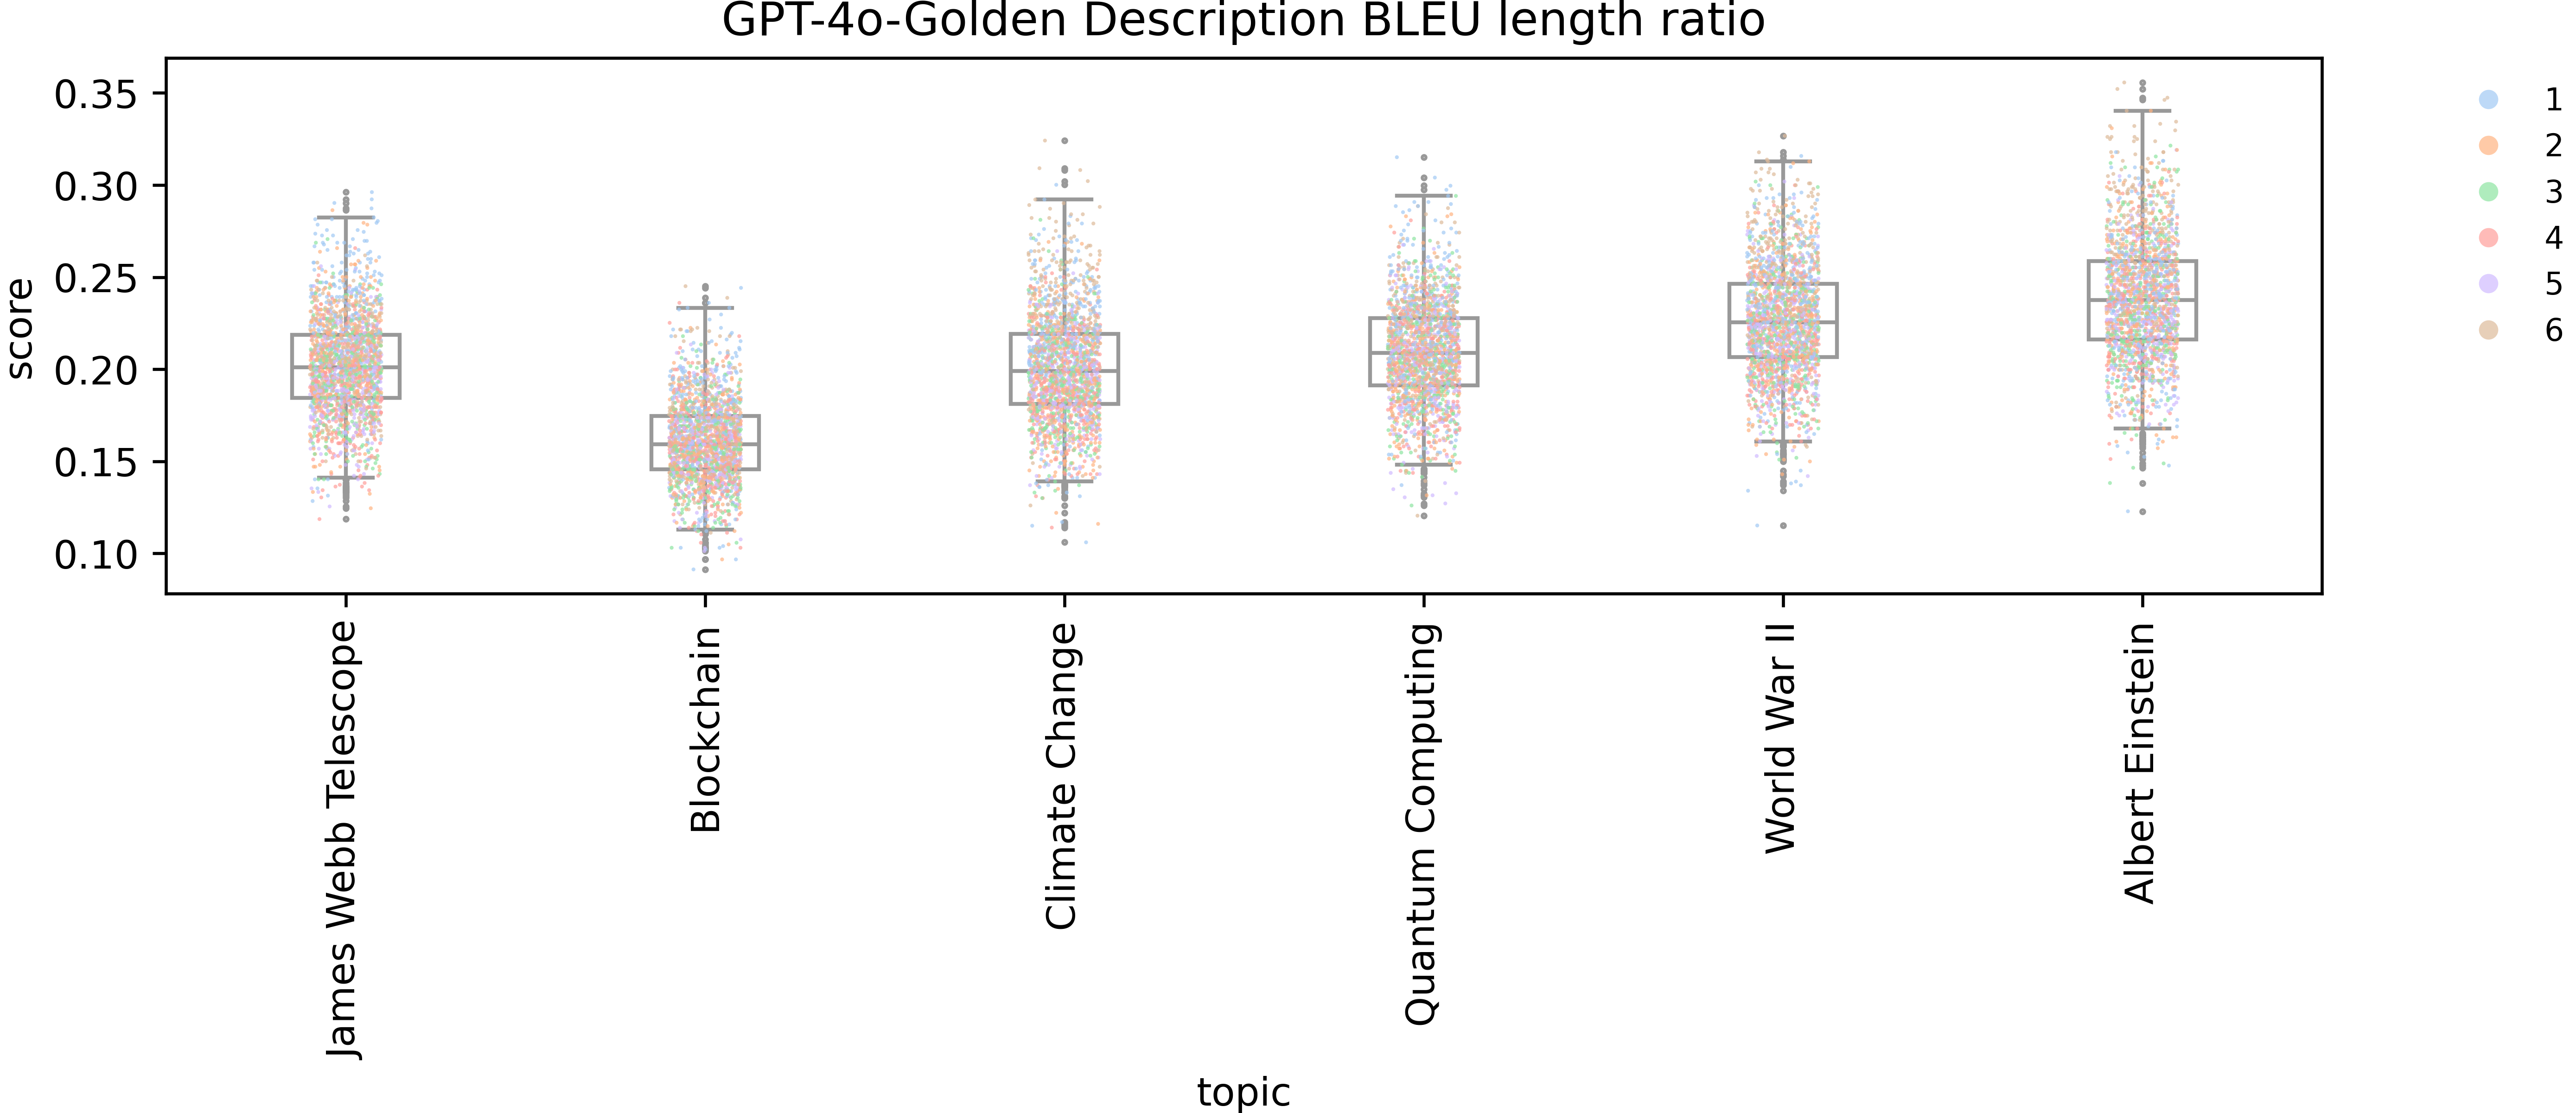 GPT-4o-Golden Description BLEU length ratio
score
0.35
0.30
0.25
0.20
0.15
0.10
James Webb Telescope
Blockchain
Climate Change
Quantum Computing
World War II
Albert Einstein
topic
1
2
3
4
5
6